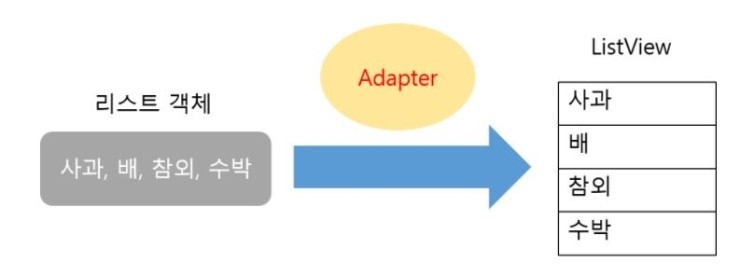 리스트 객체
사과, 배, 참외, 수박
Adapter
ListView
사과
배
참외
수박